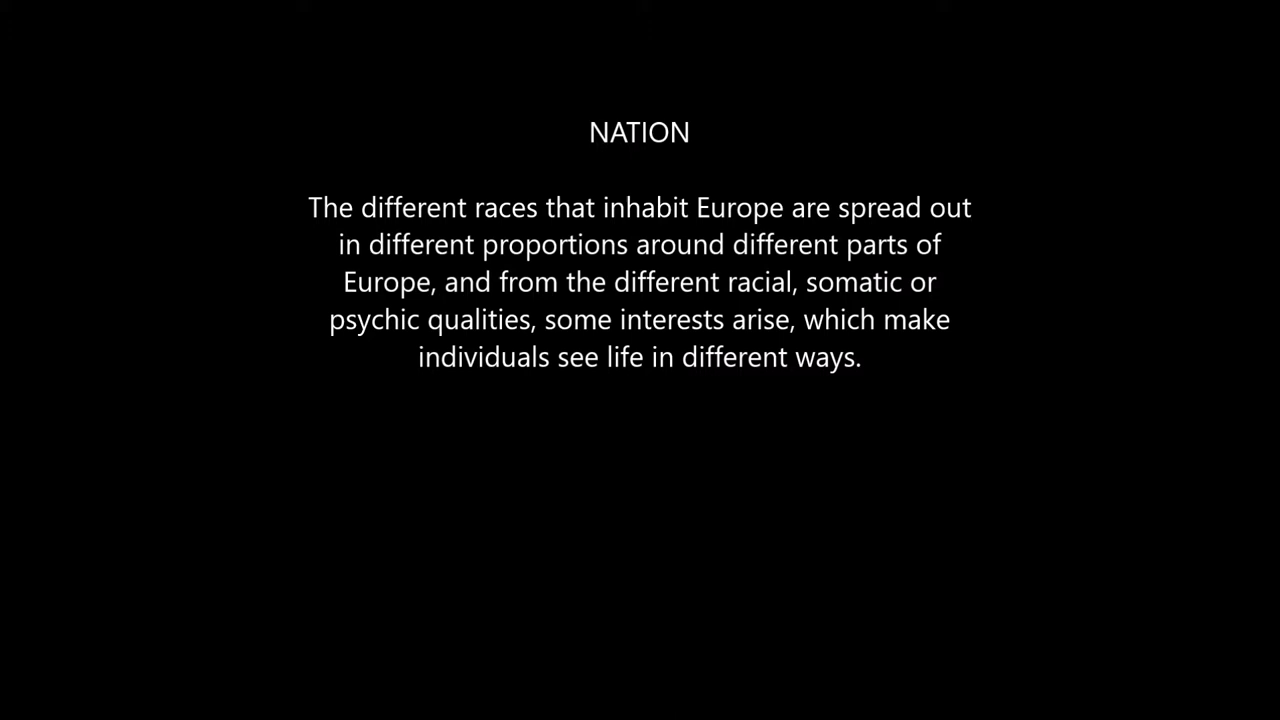 NATION
The different races that inhabit Europe are spread out
in different proportions around different parts of
Europe, and from the different racial, somatic or
psychic qualities, some interests arise, which make
individuals see life in different ways.